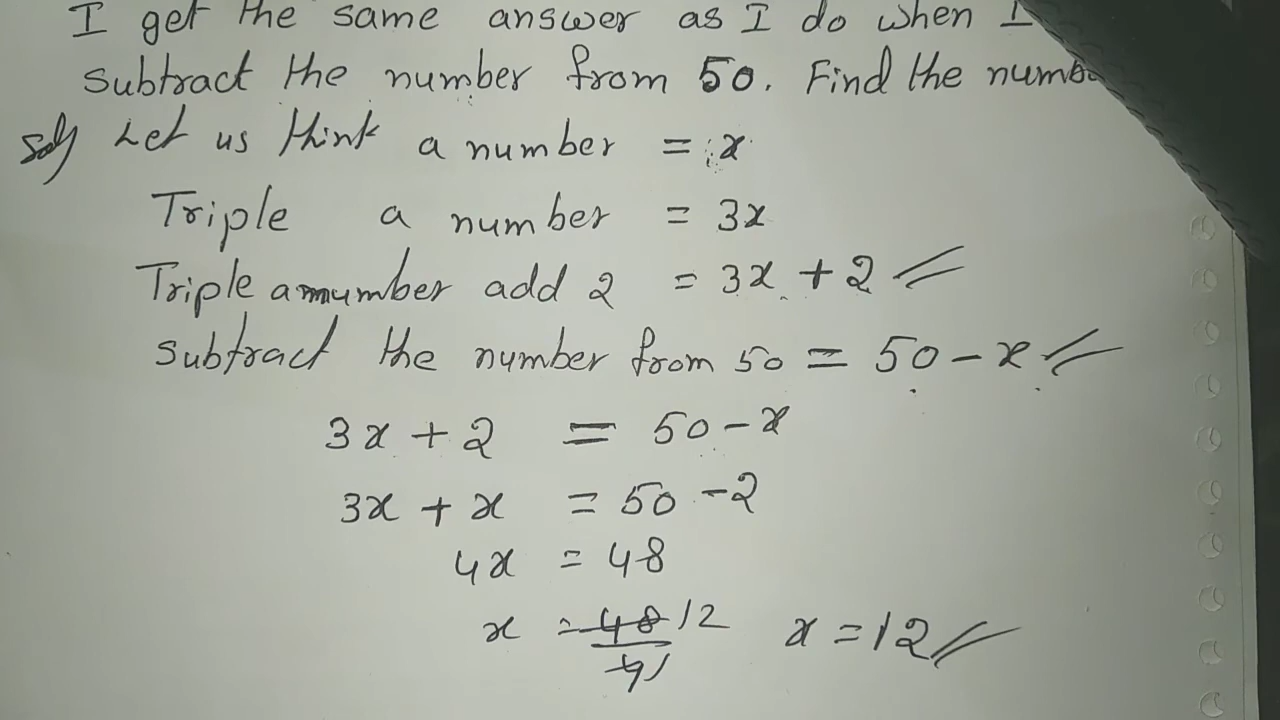 I get the same answer as I do when I
subtract the number from 50. Find the
Let us think a number = x
Triple a number = 3x
Triple a number add 2 = 3x + 2
subtract the number from 50 = 50 - x
3x + 2 = 50 - x
3x + x = 50 - 2
4x = 48
x = 48/4 12 1 x = 12